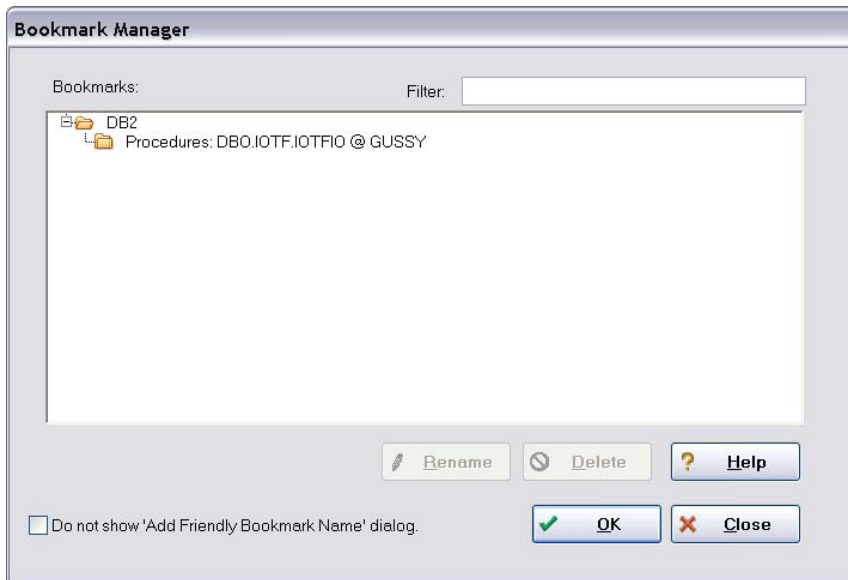 Bookmark Manager
Bookmarks: Filter:
DB2
Procedures: DBO.IOTF.IOTFIO @ GUSSY
Rename Delete ? Help
Do not show 'Add Friendly Bookmark Name' dialog. OK Close